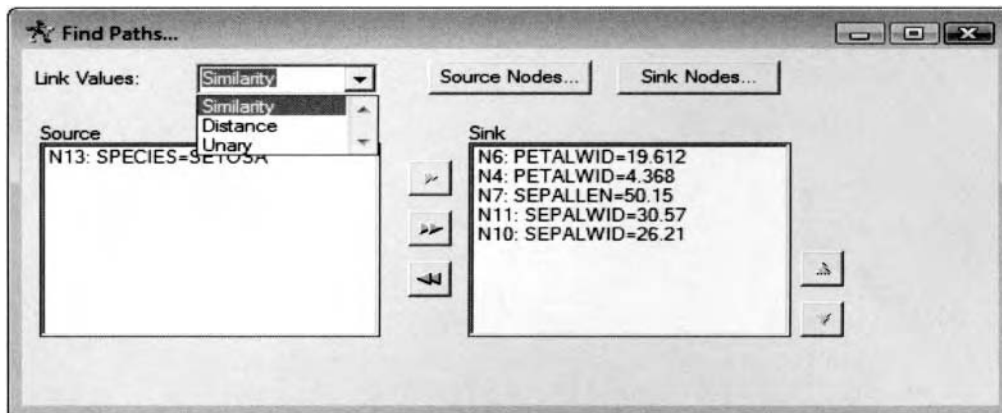 Find Paths...
Link Values:
Similarity
Source Nodes...
Sink Nodes...
Similarity
Distance
Unary
Source
N13: SPECIES=SETOSA
Sink
N6: PETALWID=19.612
N4: PETALWID=4.368
N7: SEPALLEN=50.15
N11: SEPALWID=30.57
N10: SEPALWID=26.21